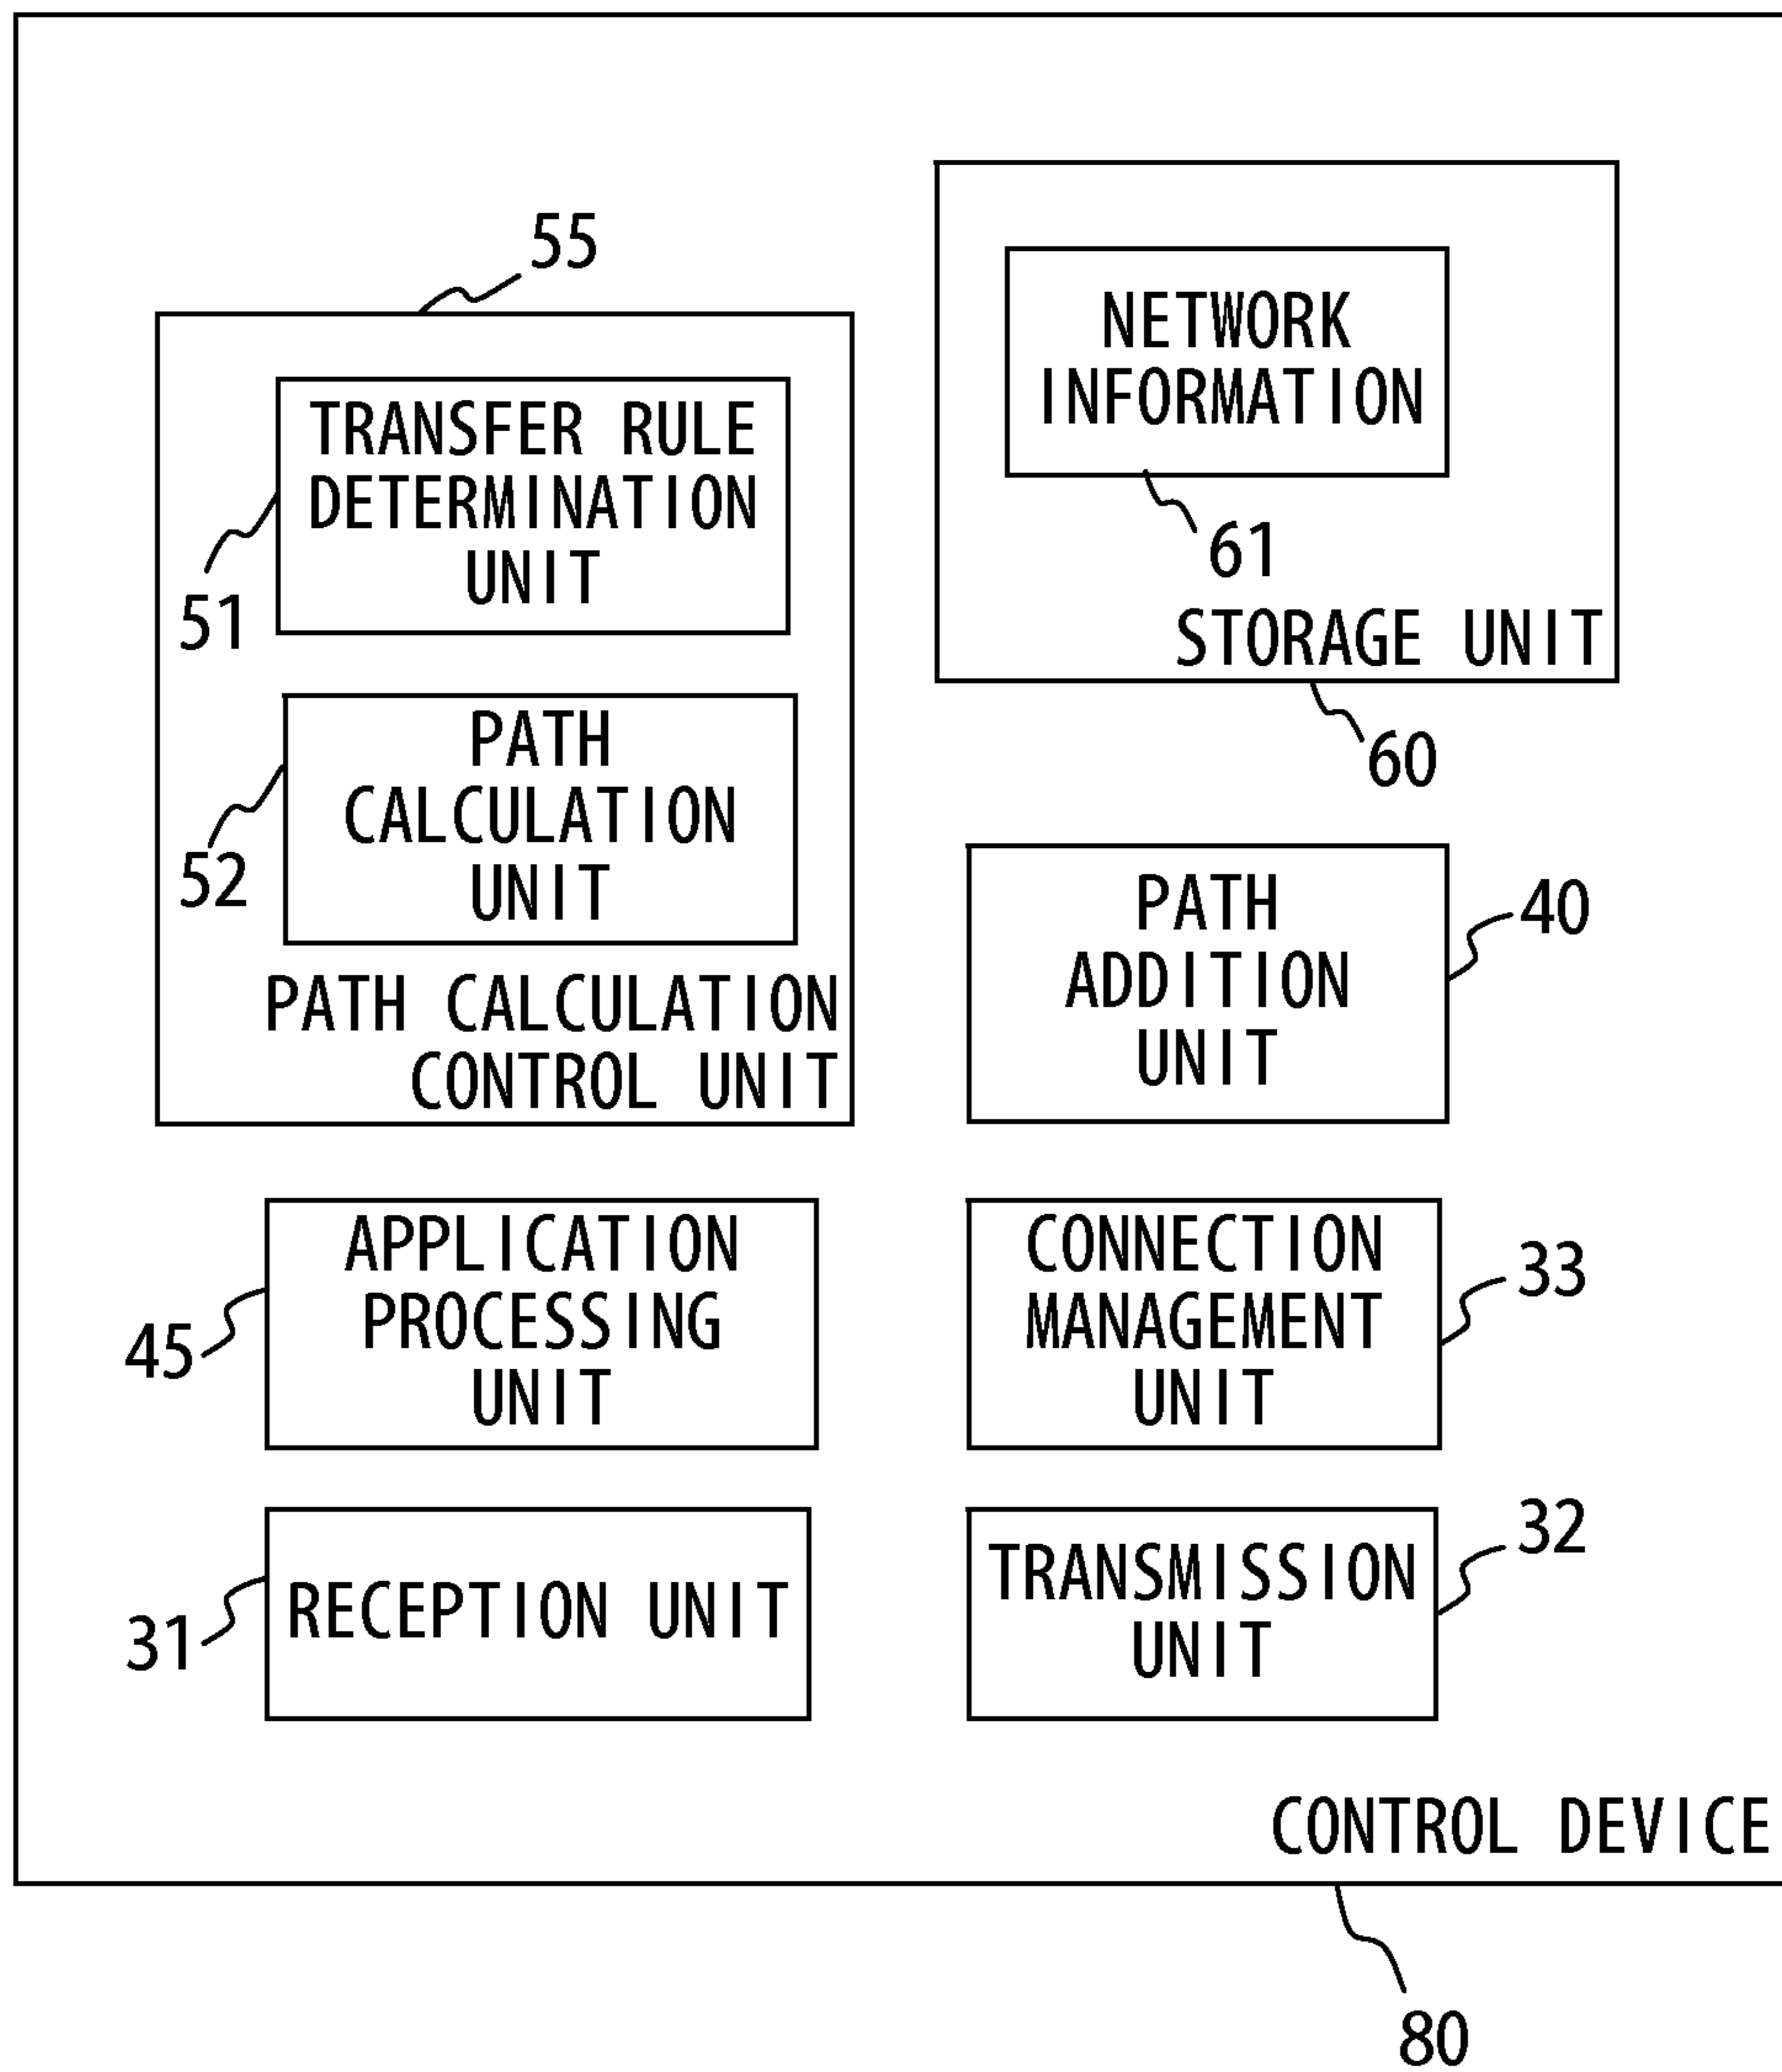 55
TRANSFER RULE
DETERMINATION
UNIT
51
PATH
CALCULATION
UNIT
52
PATH CALCULATION
CONTROL UNIT
NETWORK
INFORMATION
61
STORAGE UNIT
60
PATH
ADDITION
UNIT
40
APPLICATION
PROCESSING
UNIT
45
CONNECTION
MANAGEMENT
UNIT
33
RECEPTION UNIT
31
TRANSMISSION
UNIT
32
CONTROL DEVICE
80